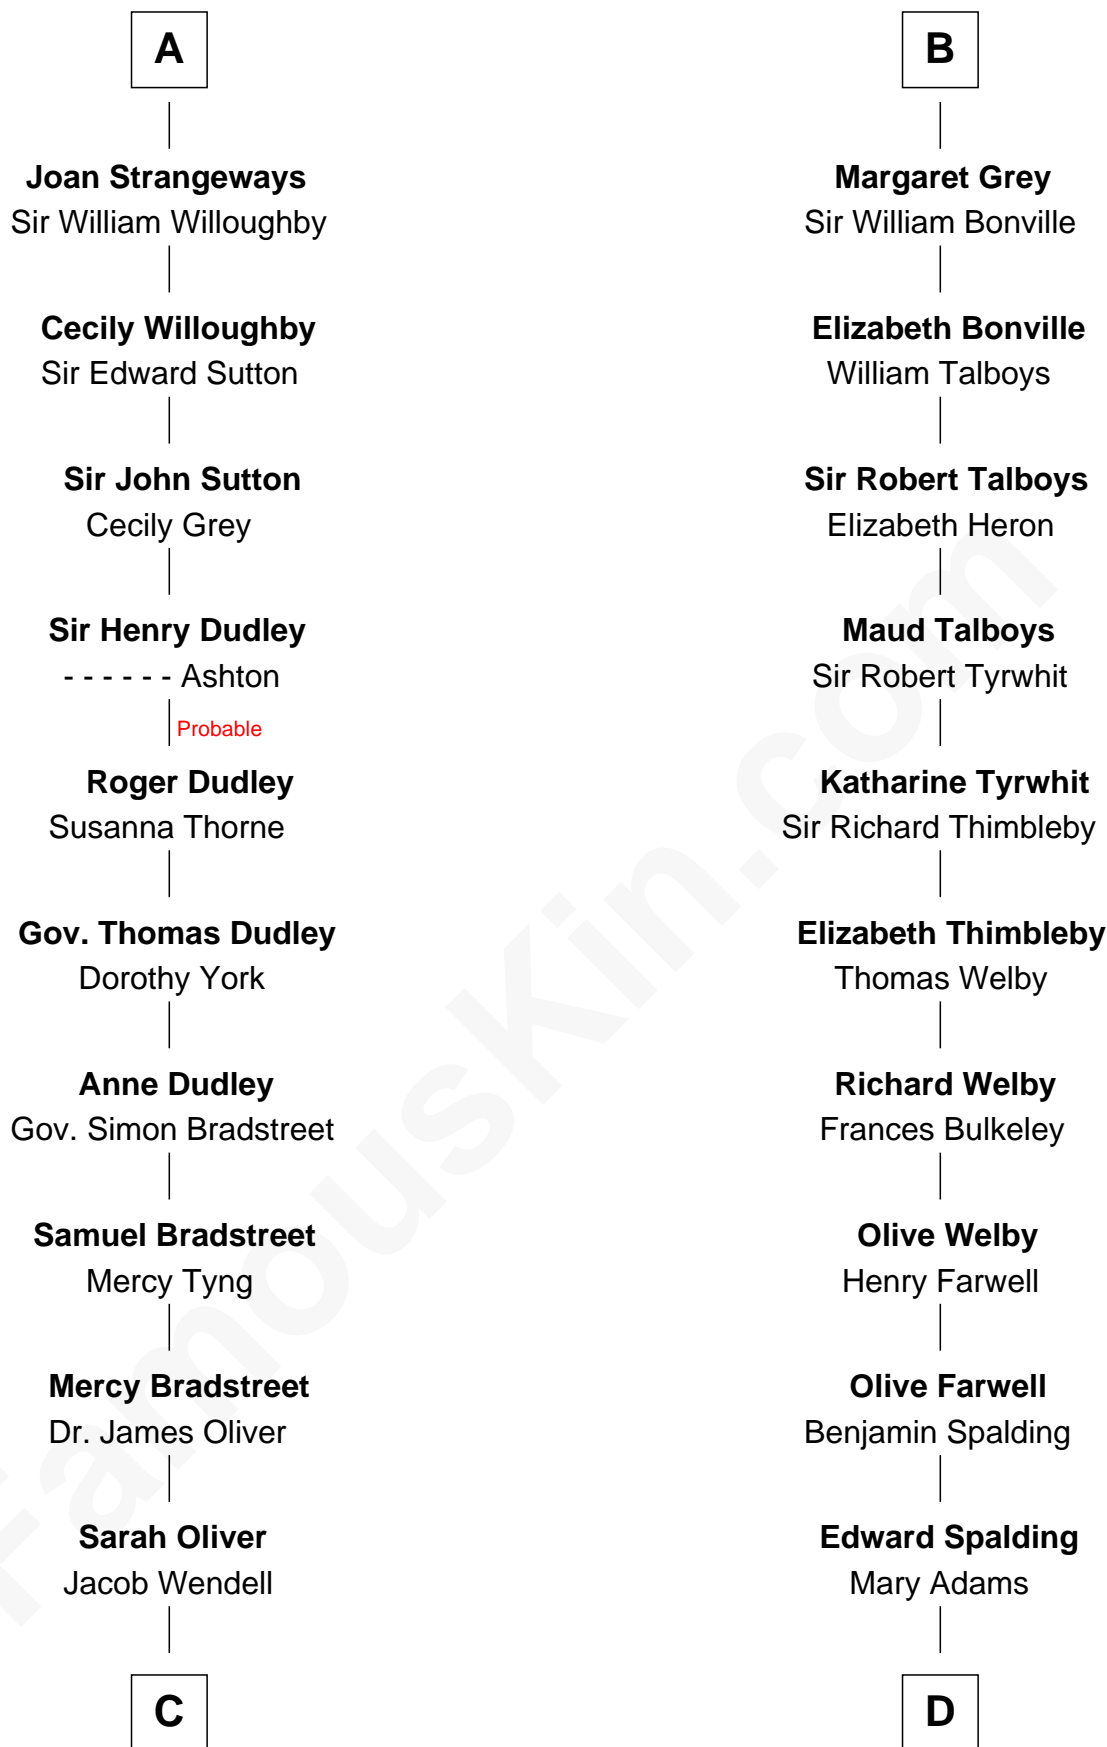 A
Joan Strangeways
Sir William Willoughby
Cecily Willoughby
Sir Edward Sutton
Sir John Sutton
Cecily Grey
Sir Henry Dudley
- - - - - - Ashton
Probable
Roger Dudley
Susanna Thorne
Gov. Thomas Dudley
Dorothy York
Anne Dudley
Gov. Simon Bradstreet
Samuel Bradstreet
Mercy Tyng
Mercy Bradstreet
Dr. James Oliver
Sarah Oliver
Jacob Wendell
C
B
Margaret Grey
Sir William Bonville
Elizabeth Bonville
William Talboys
Sir Robert Talboys
Elizabeth Heron
Maud Talboys
Sir Robert Tyrwhit
Katharine Tyrwhit
Sir Richard Thimbleby
Elizabeth Thimbleby
Thomas Welby
Richard Welby
Frances Bulkeley
Olive Welby
Henry Farwell
Olive Farwell
Benjamin Spalding
Edward Spalding
Mary Adams
D
FamousKin.com